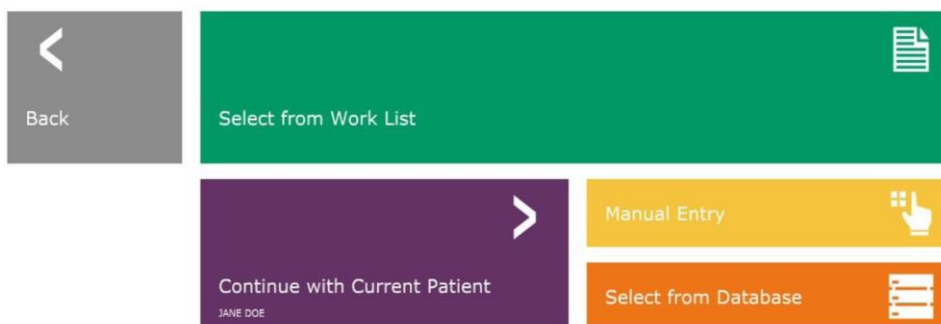 Back
Select from Work List
Manual Entry
Continue with Current Patient
JANE DOE
Select from Database